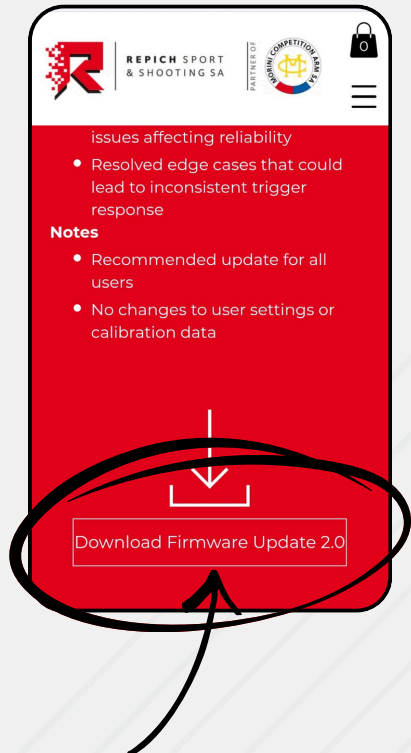 REPICH SPORT
& SHOOTING SA
PARTNER OF
MORINI COMPETITION ARM SA
0
issues affecting reliability
Resolved edge cases that could
lead to inconsistent trigger
response
Notes
Recommended update for all
users
No changes to user settings or
calibration data
Download Firmware Update 2.0